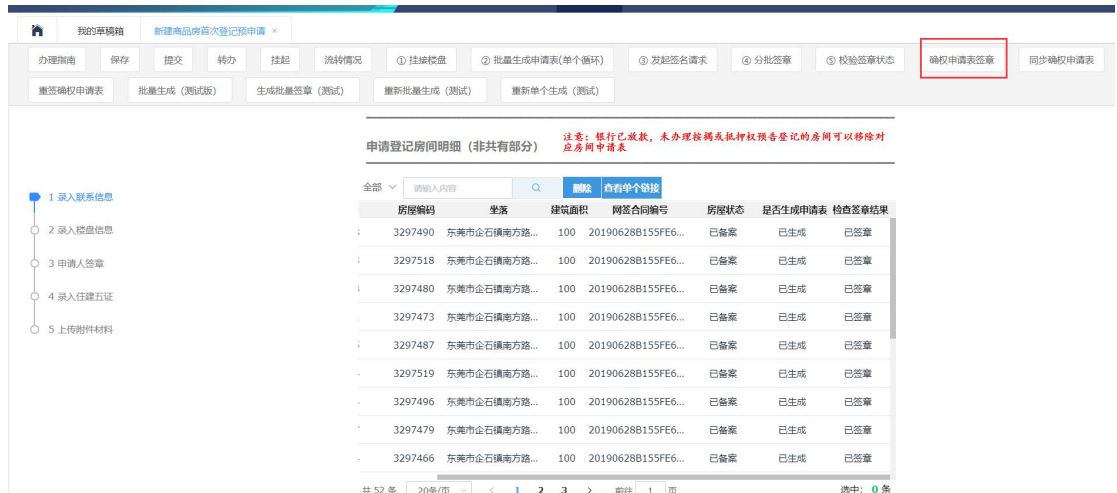 我的草稿箱 新建商品房首次登记预申请 ×
办理指南 保存 提交 转办 挂起 流转情况 ① 挂接楼盘 ② 批量生成申请表(单个循环) ③ 发起签名请求 ④ 分批签章 ⑤ 校验签章状态 确权申请表签章 同步确权申请表
重签确权申请表 批量生成（测试版） 生成批量签章（测试） 重新批量生成（测试） 重新单个生成（测试）
申请登记房间明细（非共有部分） 注意：银行已放款，未办理按揭或抵押权预告登记的房间可以移除对
应房间申请表
全部 请输入内容 删除 查看单个链接
1 录入联系信息
2 录入楼盘信息
3 申请人签章
4 录入住建五证
5 上传附件材料
房屋编码 坐落 建筑面积 网签合同编号 房屋状态 是否生成申请表 检查签章结果
3297490 东莞市企石镇南方路... 100 20190628B155FE6... 已备案 已生成 已签章
3297518 东莞市企石镇南方路... 100 20190628B155FE6... 已备案 已生成 已签章
3297480 东莞市企石镇南方路... 100 20190628B155FE6... 已备案 已生成 已签章
3297473 东莞市企石镇南方路... 100 20190628B155FE6... 已备案 已生成 已签章
3297487 东莞市企石镇南方路... 100 20190628B155FE6... 已备案 已生成 已签章
3297519 东莞市企石镇南方路... 100 20190628B155FE6... 已备案 已生成 已签章
3297496 东莞市企石镇南方路... 100 20190628B155FE6... 已备案 已生成 已签章
3297479 东莞市企石镇南方路... 100 20190628B155FE6... 已备案 已生成 已签章
3297466 东莞市企石镇南方路... 100 20190628B155FE6... 已备案 已生成 已签章
共 52 条 20条/页 < 1 2 3 > 前往 1 页 选中：0 条